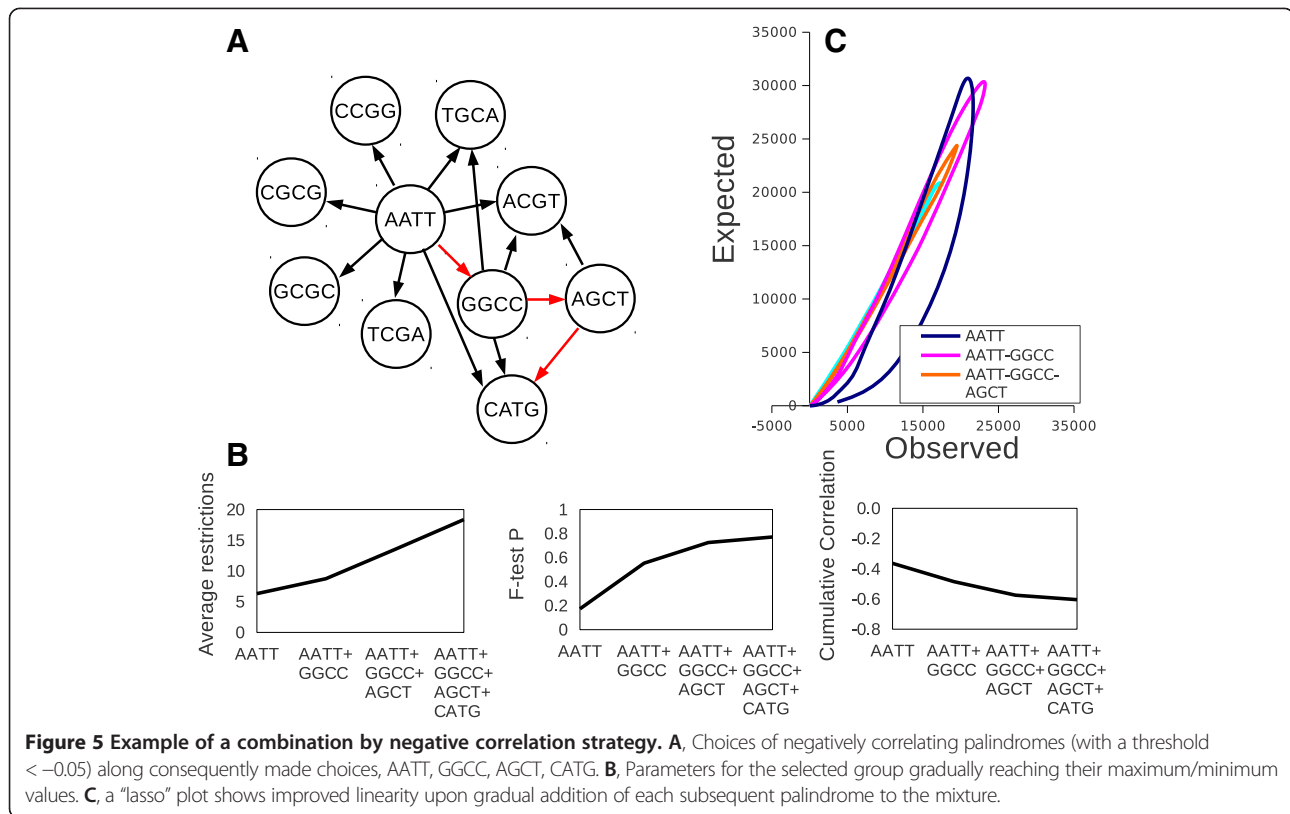 A
CCGG
TGCA
CGCG
AATT
ACGT
GCGC
GGCC
AGCT
TCGA
CATG
C
Expected
35000
30000
25000
20000
15000
10000
5000
0
-5000
5000
15000
25000
35000
Observed
AATT
AATT-GGCC
AATT-GGCC-
AGCT
B
Average restrictions
20
15
10
5
0
AATT
AATT+
GGCC
AATT+
GGCC+
AGCT
AATT+
GGCC+
AGCT+
CATG
F-test P
1
0.8
0.6
0.4
0.2
0
AATT
AATT+
GGCC
AATT+
GGCC+
AGCT
AATT+
GGCC+
AGCT+
CATG
Cumulative Correlation
0.0
-0.2
-0.4
-0.6
-0.8
AATT
AATT+
GGCC
AATT+
GGCC+
AGCT
AATT+
GGCC+
AGCT+
CATG
Figure 5 Example of a combination by negative correlation strategy. A, Choices of negatively correlating palindromes (with a threshold
< −0.05) along consequently made choices, AATT, GGCC, AGCT, CATG. B, Parameters for the selected group gradually reaching their maximum/minimum
values. C, a "lasso" plot shows improved linearity upon gradual addition of each subsequent palindrome to the mixture.